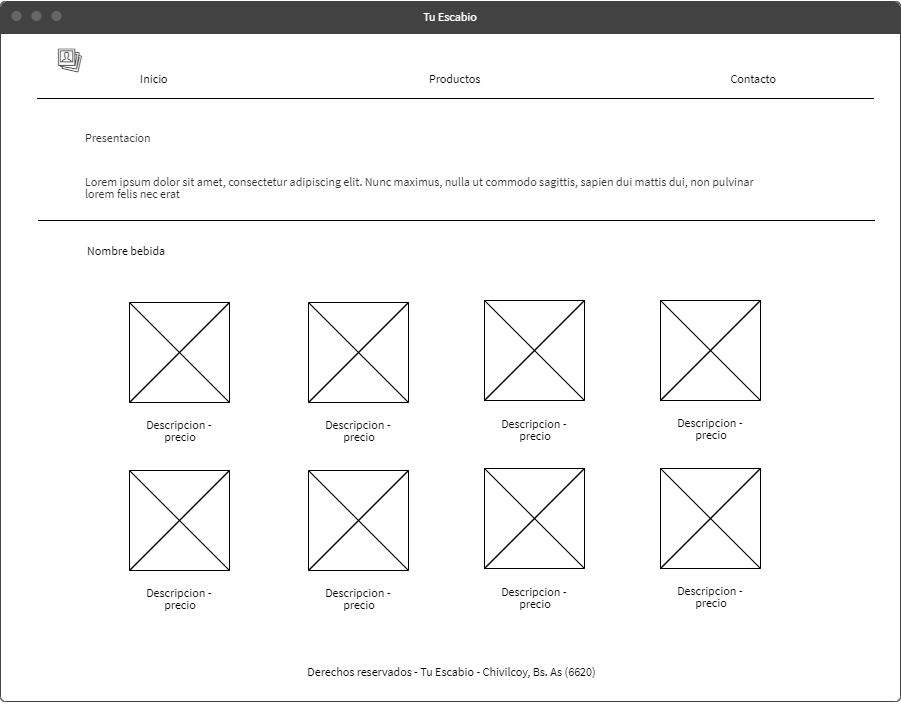 Tu Escabio
Inicio Productos Contacto
Presentacion
Lorem ipsum dolor sit amet, consectetur adipiscing elit. Nunc maximus, nulla ut commodo sagittis, sapien dui mattis dui, non pulvinar
lorem felis nec erat
Nombre bebida
Descripcion -
precio
Descripcion -
precio
Descripcion -
precio
Descripcion -
precio
Descripcion -
precio
Descripcion -
precio
Descripcion -
precio
Descripcion -
precio
Derechos reservados - Tu Escabio - Chivilcoy, Bs. As (6620)